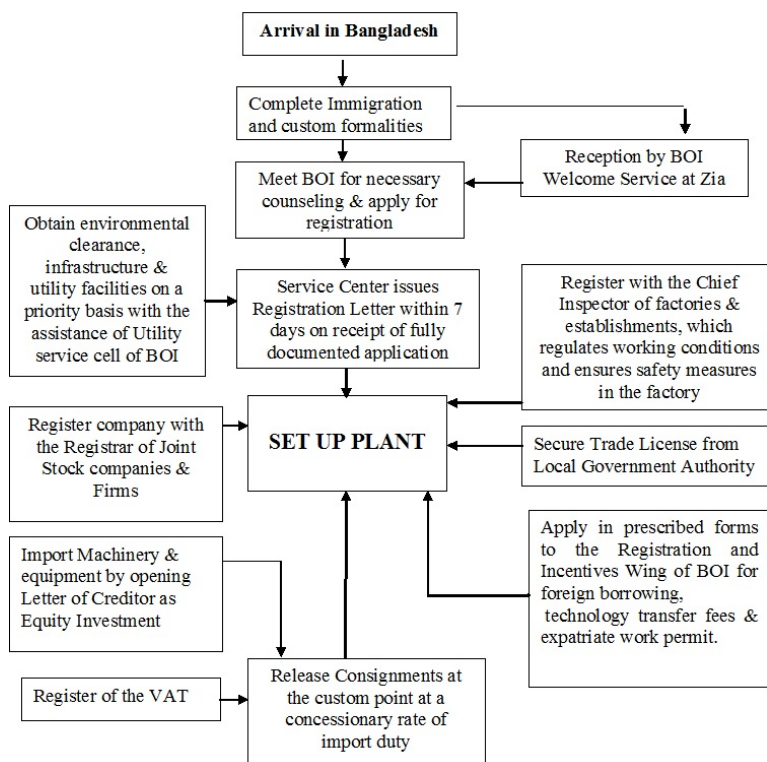 Arrival in Bangladesh
Complete Immigration
and custom formalities
Reception by BOI
Welcome Service at Zia
Meet BOI for necessary
counseling & apply for
registration
Obtain environmental
clearance,
infrastructure &
utility facilities on a
priority basis with the
assistance of Utility
service cell of BOI
Service Center issues
Registration Letter within 7
days on receipt of fully
documented application
Register with the Chief
Inspector of factories &
establishments, which
regulates working conditions
and ensures safety measures
in the factory
Register company with
the Registrar of Joint
Stock companies &
Firms
SET UP PLANT
Secure Trade License from
Local Government Authority
Apply in prescribed forms
to the Registration and
Incentives Wing of BOI for
foreign borrowing,
technology transfer fees &
expatriate work permit.
Import Machinery &
equipment by opening
Letter of Creditor as
Equity Investment
Register of the VAT
Release Consignments at
the custom point at a
concessionary rate of
import duty